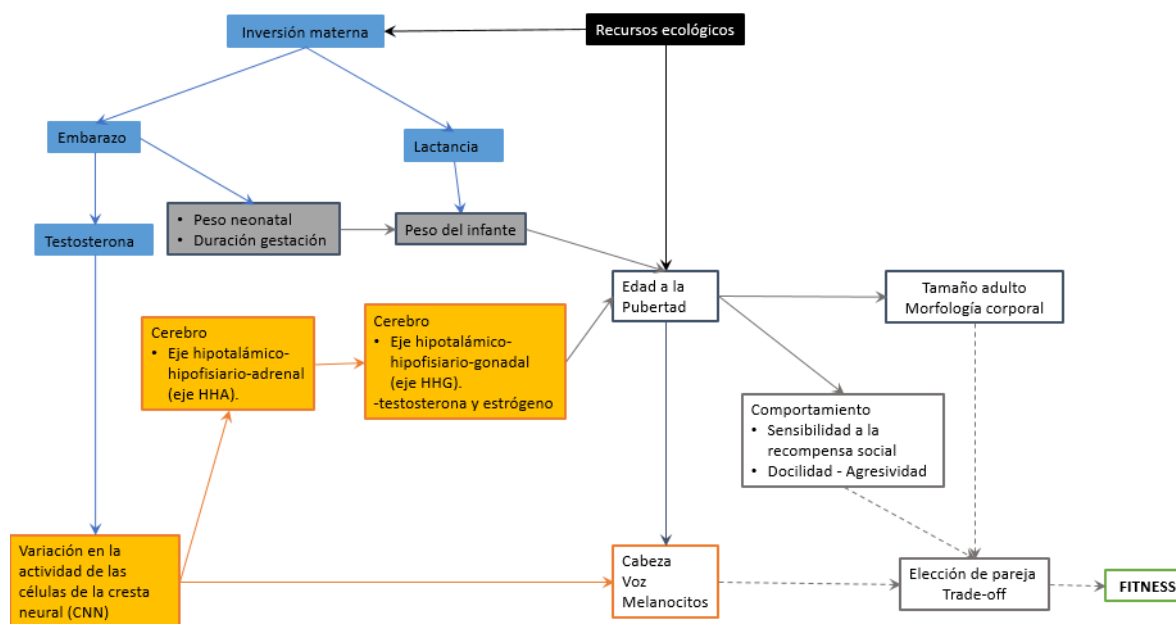 Inversión materna
Recursos ecológicos
Embarazo
Lactancia
• Peso neonatal
• Duración gestación
Peso del infante
Testosterona
Edad a la
Pubertad
Tamaño adulto
Morfología corporal
Cerebro
• Eje hipotalámico-
hipofisiario-adrenal
(eje HHA).
Cerebro
• Eje hipotalámico-
hipofisiario-gonadal
(eje HHG).
-testosterona y estrógeno
Comportamiento
• Sensibilidad a la
recompensa social
• Docilidad - Agresividad
Variación en la
actividad de las
células de la cresta
neural (CNN)
Cabeza
Voz
Melanocitos
Elección de pareja
Trade-off
FITNESS